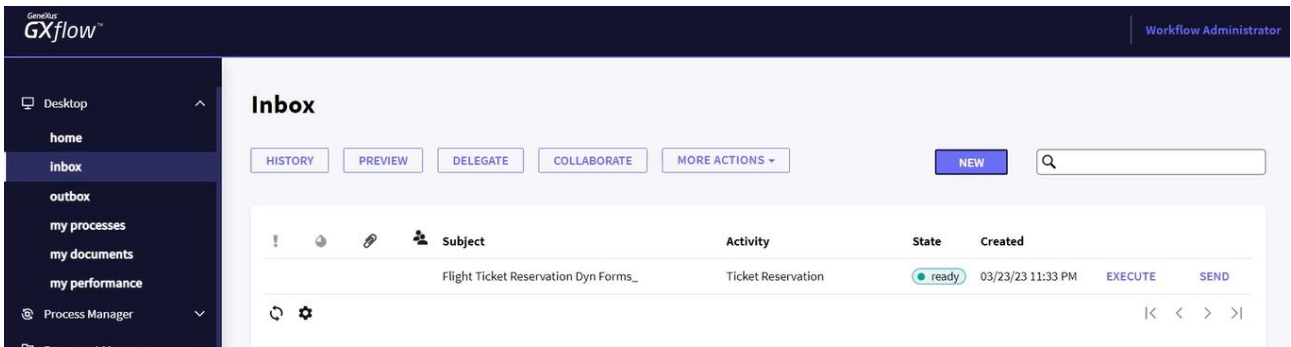 GeneXus
GXflow™
Workflow Administrator
Desktop
home
inbox
outbox
my processes
my documents
my performance
Process Manager
Inbox
HISTORY PREVIEW DELEGATE COLLABORATE MORE ACTIONS NEW
! Subject Activity State Created
Flight Ticket Reservation Dyn Forms_ Ticket Reservation ready 03/23/23 11:33 PM EXECUTE SEND